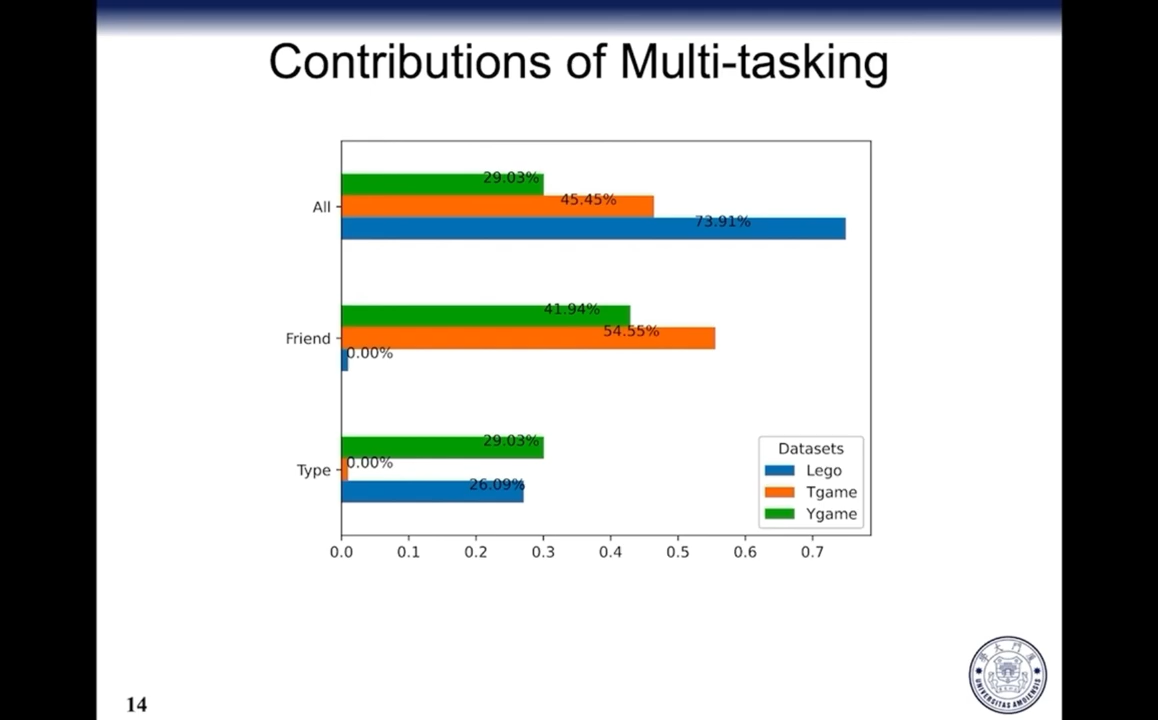 Contributions of Multi-tasking
29.03%
All
45.45%
73.91%
41.94%
Friend
54.55%
0.00%
29.03%
Type
0.00%
26.09%
Datasets
Lego
Tgame
Ygame
0.0 0.1 0.2 0.3 0.4 0.5 0.6 0.7
UNIVERSITAS AMOIENSIS
14